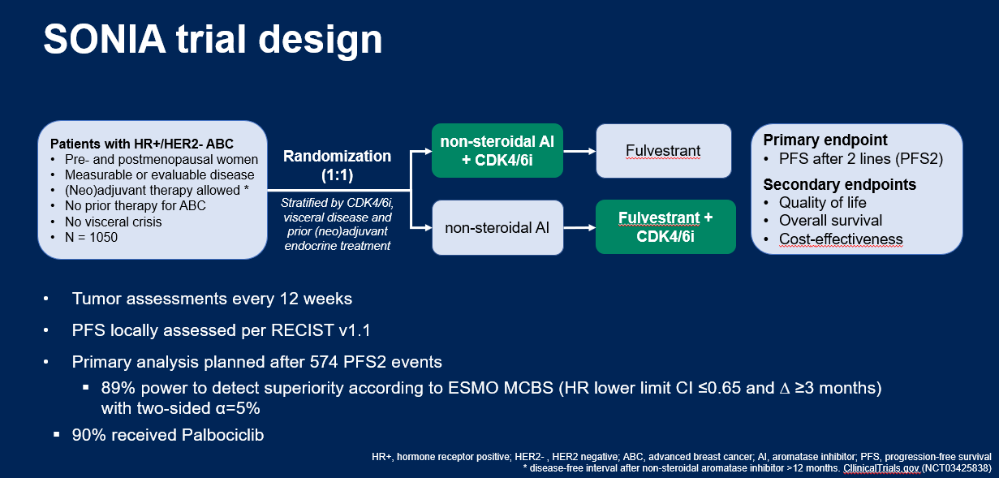 SONIA trial design
Patients with HR+/HER2- ABC
• Pre- and postmenopausal women
• Measurable or evaluable disease
• (Neo)adjuvant therapy allowed *
• No prior therapy for ABC
• No visceral crisis
• N = 1050
Randomization
(1:1)
Stratified by CDK4/6i,
visceral disease and
prior (neo)adjuvant
endocrine treatment
non-steroidal AI
+ CDK4/6i
Fulvestrant
non-steroidal AI
Fulvestrant +
CDK4/6i
Primary endpoint
• PFS after 2 lines (PFS2)
Secondary endpoints
• Quality of life
• Overall survival
• Cost-effectiveness
• Tumor assessments every 12 weeks
• PFS locally assessed per RECIST v1.1
• Primary analysis planned after 574 PFS2 events
▪ 89% power to detect superiority according to ESMO MCBS (HR lower limit CI ≤0.65 and Δ ≥3 months)
with two-sided α=5%
▪ 90% received Palbociclib
HR+, hormone receptor positive; HER2- , HER2 negative; ABC, advanced breast cancer; AI, aromatase inhibitor; PFS, progression-free survival
* disease-free interval after non-steroidal aromatase inhibitor >12 months. CllinicalTrials.gov (NCT03425838)